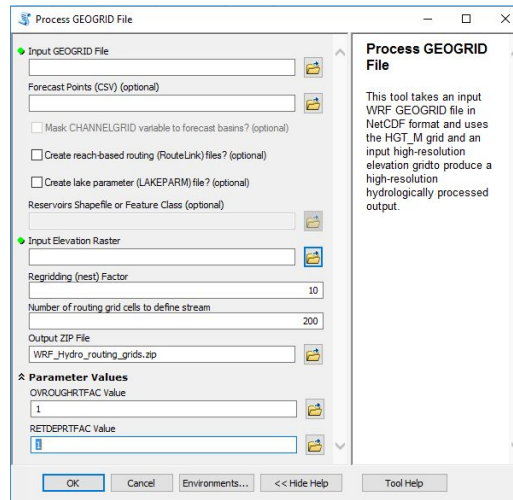 Process GEOGRID File
Input GEOGRID File
Forecast Points (CSV) (optional)
Mask CHANNELGRID variable to forecast basins? (optional)
Create reach-based routing (RouteLink) files? (optional)
Create lake parameter (LAKEPARM) file? (optional)
Reservoirs Shapefile or Feature Class (optional)
Input Elevation Raster
Regridding (nest) Factor
10
Number of routing grid cells to define stream
200
Output ZIP File
WRF_Hydro_routing_grids.zip
Parameter Values
OVROUGHRTFAC Value
1
RETDEPRTFAC Value
1
Process GEOGRID
File
This tool takes an input
WRF GEOGRID file in
NetCDF format and uses
the HGT_M grid and an
input high-resolution
elevation gridto produce a
high-resolution
hydrologically processed
output.
OK
Cancel
Environments...
<< Hide Help
Tool Help